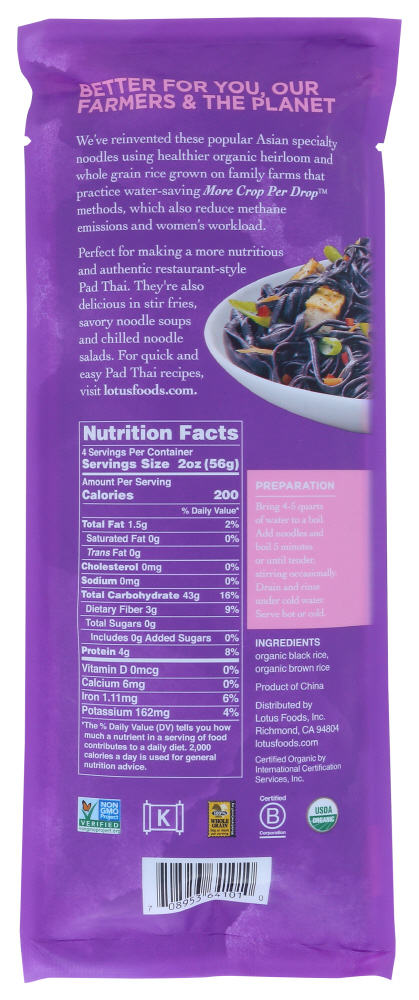 BETTER FOR YOU, OUR
FARMERS & THE PLANET
We've reinvented these popular Asian specialty
noodles using healthier organic heirloom and
whole grain rice grown on family farms that
practice water-saving More Crop Per Drop™
methods, which also reduce methane
emissions and women's workload.
Perfect for making a more nutritious
and authentic restaurant-style
Pad Thai. They're also
delicious in stir fries,
savory noodle soups
and chilled noodle
salads. For quick and
easy Pad Thai recipes,
visit lotusfoods.com.
Nutrition Facts
4 Servings Per Container
Servings Size 2oz (56g)
Amount Per Serving
Calories 200
% Daily Value*
Total Fat 1.5g 2%
Saturated Fat 0g 0%
Trans Fat 0g
Cholesterol 0mg 0%
Sodium 0mg 0%
Total Carbohydrate 43g 16%
Dietary Fiber 3g 9%
Total Sugars 0g
Includes 0g Added Sugars 0%
Protein 4g 8%
Vitamin D 0mcg 0%
Calcium 6mg 0%
Iron 1.11mg 6%
Potassium 162mg 4%
*The % Daily Value (DV) tells you how
much a nutrient in a serving of food
contributes to a daily diet. 2,000
calories a day is used for general
nutrition advice.
PREPARATION
Bring 4-5 quarts
of water to a boil.
Add noodles and
boil 5 minutes
or until tender,
stirring occasionally.
Drain and rinse
under cold water.
Serve hot or cold.
INGREDIENTS
organic black rice,
organic brown rice
Product of China
Distributed by
Lotus Foods, Inc.
Richmond, CA 94804
lotusfoods.com
Certified Organic by
International Certification
Services, Inc.
NON
GMO
Project
VERIFIED
nongmoproject.org
K
100%
WHOLE
GRAIN
Certified
B
Corporation
USDA
ORGANIC
7 08953 64101 0